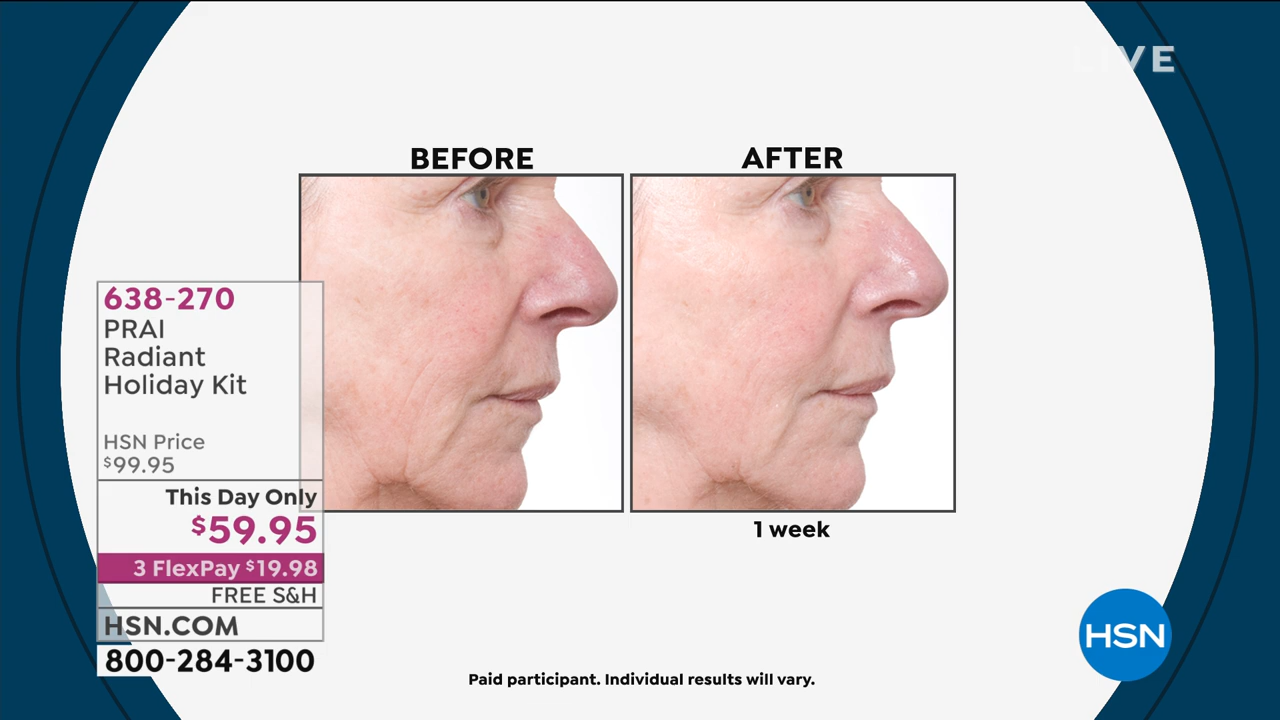 LIVE
BEFORE
AFTER
638-270
PRAI
Radiant
Holiday Kit
HSN Price
$99.95
This Day Only
$59.95
3 FlexPay $19.98
FREE S&H
HSN.COM
800-284-3100
1 week
HSN
Paid participant. Individual results will vary.